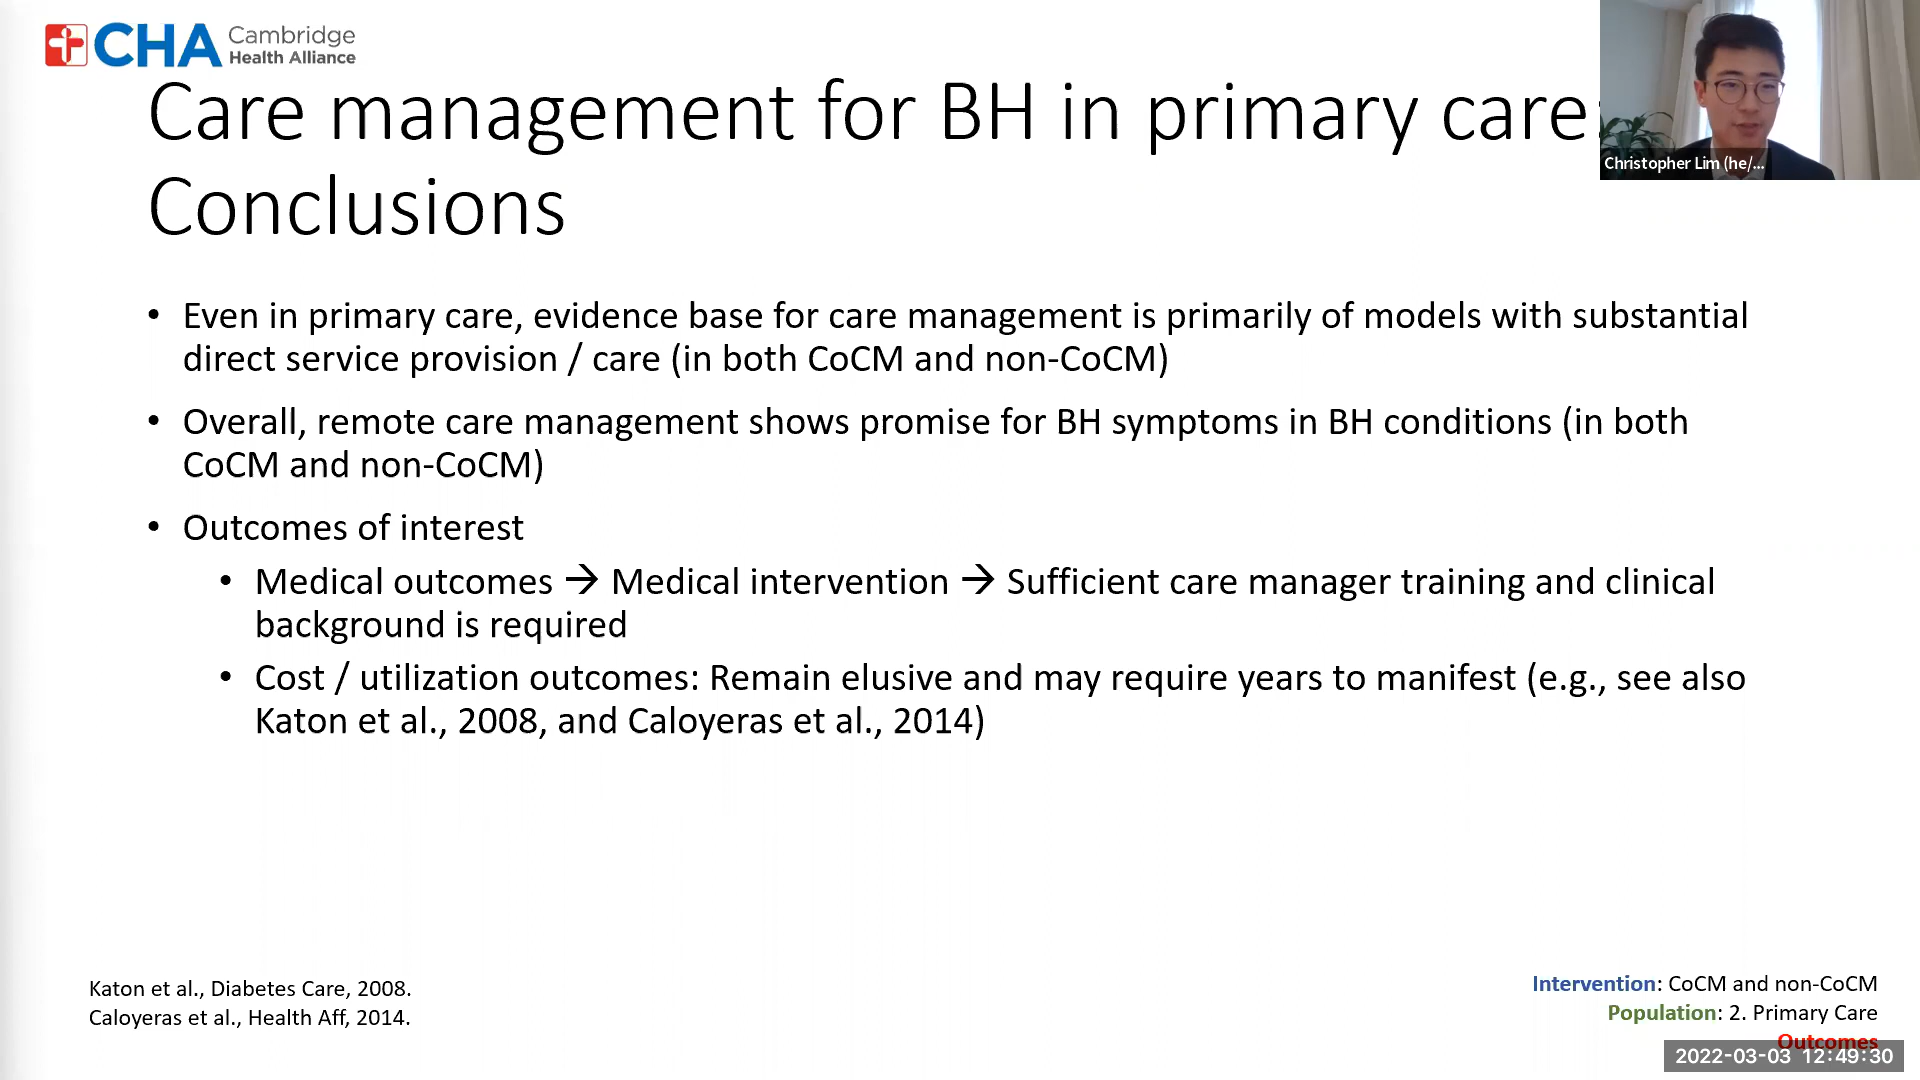 CHA Cambridge
Health Alliance
Care management for BH in primary care:
Conclusions
Christopher Lim (he/...
• Even in primary care, evidence base for care management is primarily of models with substantial
direct service provision / care (in both CoCM and non-CoCM)
• Overall, remote care management shows promise for BH symptoms in BH conditions (in both
CoCM and non-CoCM)
• Outcomes of interest
• Medical outcomes → Medical intervention → Sufficient care manager training and clinical
background is required
• Cost / utilization outcomes: Remain elusive and may require years to manifest (e.g., see also
Katon et al., 2008, and Caloyeras et al., 2014)
Katon et al., Diabetes Care, 2008.
Caloyeras et al., Health Aff, 2014.
Intervention: CoCM and non-CoCM
Population: 2. Primary Care
Outcomes
2022-03-03 12:49:30